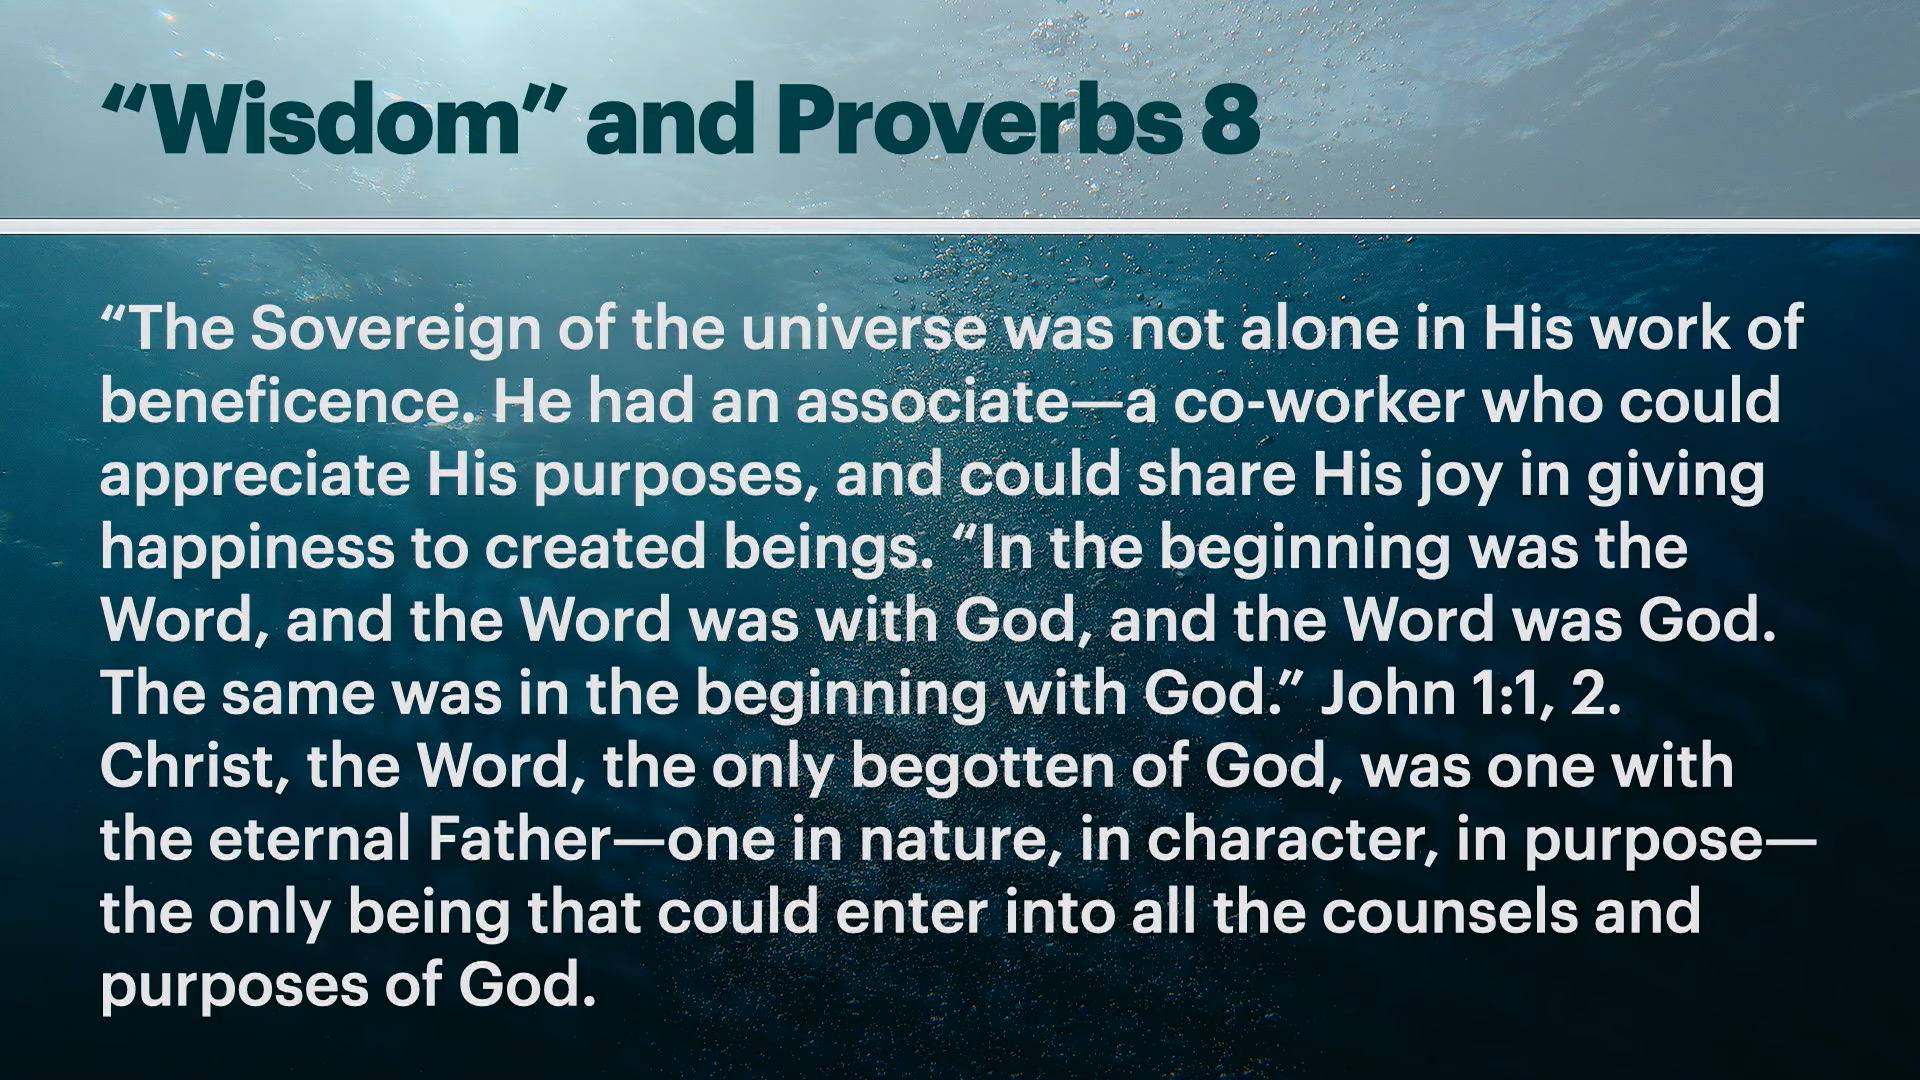 “Wisdom” and Proverbs 8
“The Sovereign of the universe was not alone in His work of
beneficence. He had an associate—a co-worker who could
appreciate His purposes, and could share His joy in giving
happiness to created beings. “In the beginning was the
Word, and the Word was with God, and the Word was God.
The same was in the beginning with God.” John 1:1, 2.
Christ, the Word, the only begotten of God, was one with
the eternal Father—one in nature, in character, in purpose—
the only being that could enter into all the counsels and
purposes of God.